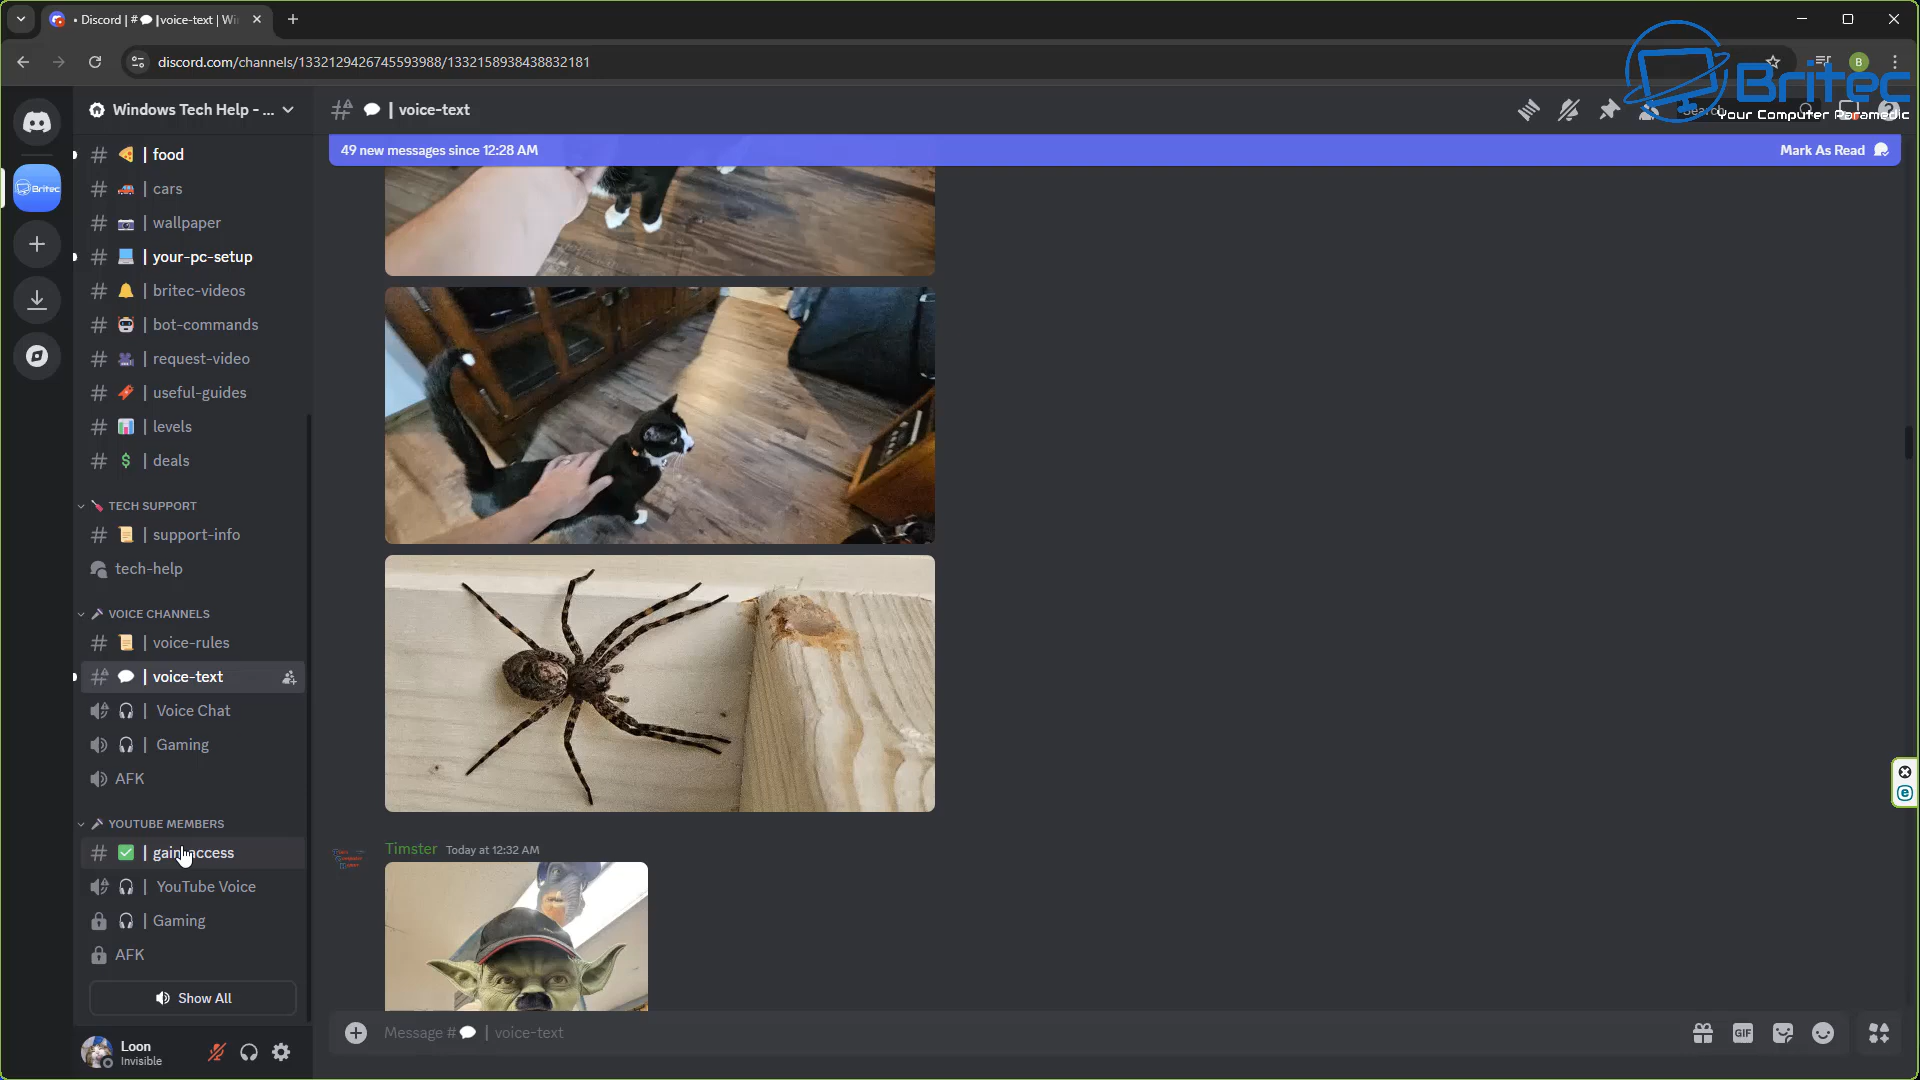 • Discord | # 💬 | voice-text | Wi
discord.com/channels/1332129426745593988/1332158938438832181
B
Britec
Your Computer Paramedic
Windows Tech Help - ...
# 💬 | voice-text
Search
49 new messages since 12:28 AM
Mark As Read
Britec
# 🍕 | food
# 🚗 | cars
# 📷 | wallpaper
# 💻 | your-pc-setup
# 🔔 | britec-videos
# 🤖 | bot-commands
# 🎥 | request-video
# 🔖 | useful-guides
# 📊 | levels
# 💲 | deals
TECH SUPPORT
# 📜 | support-info
tech-help
VOICE CHANNELS
# 📜 | voice-rules
# 💬 | voice-text
🎧 | Voice Chat
🎧 | Gaming
AFK
YOUTUBE MEMBERS
# ✅ | gain-access
🎧 | YouTube Voice
🎧 | Gaming
AFK
Show All
Timster Today at 12:32 AM
Loon
Invisible
Message # 💬 | voice-text
GIF